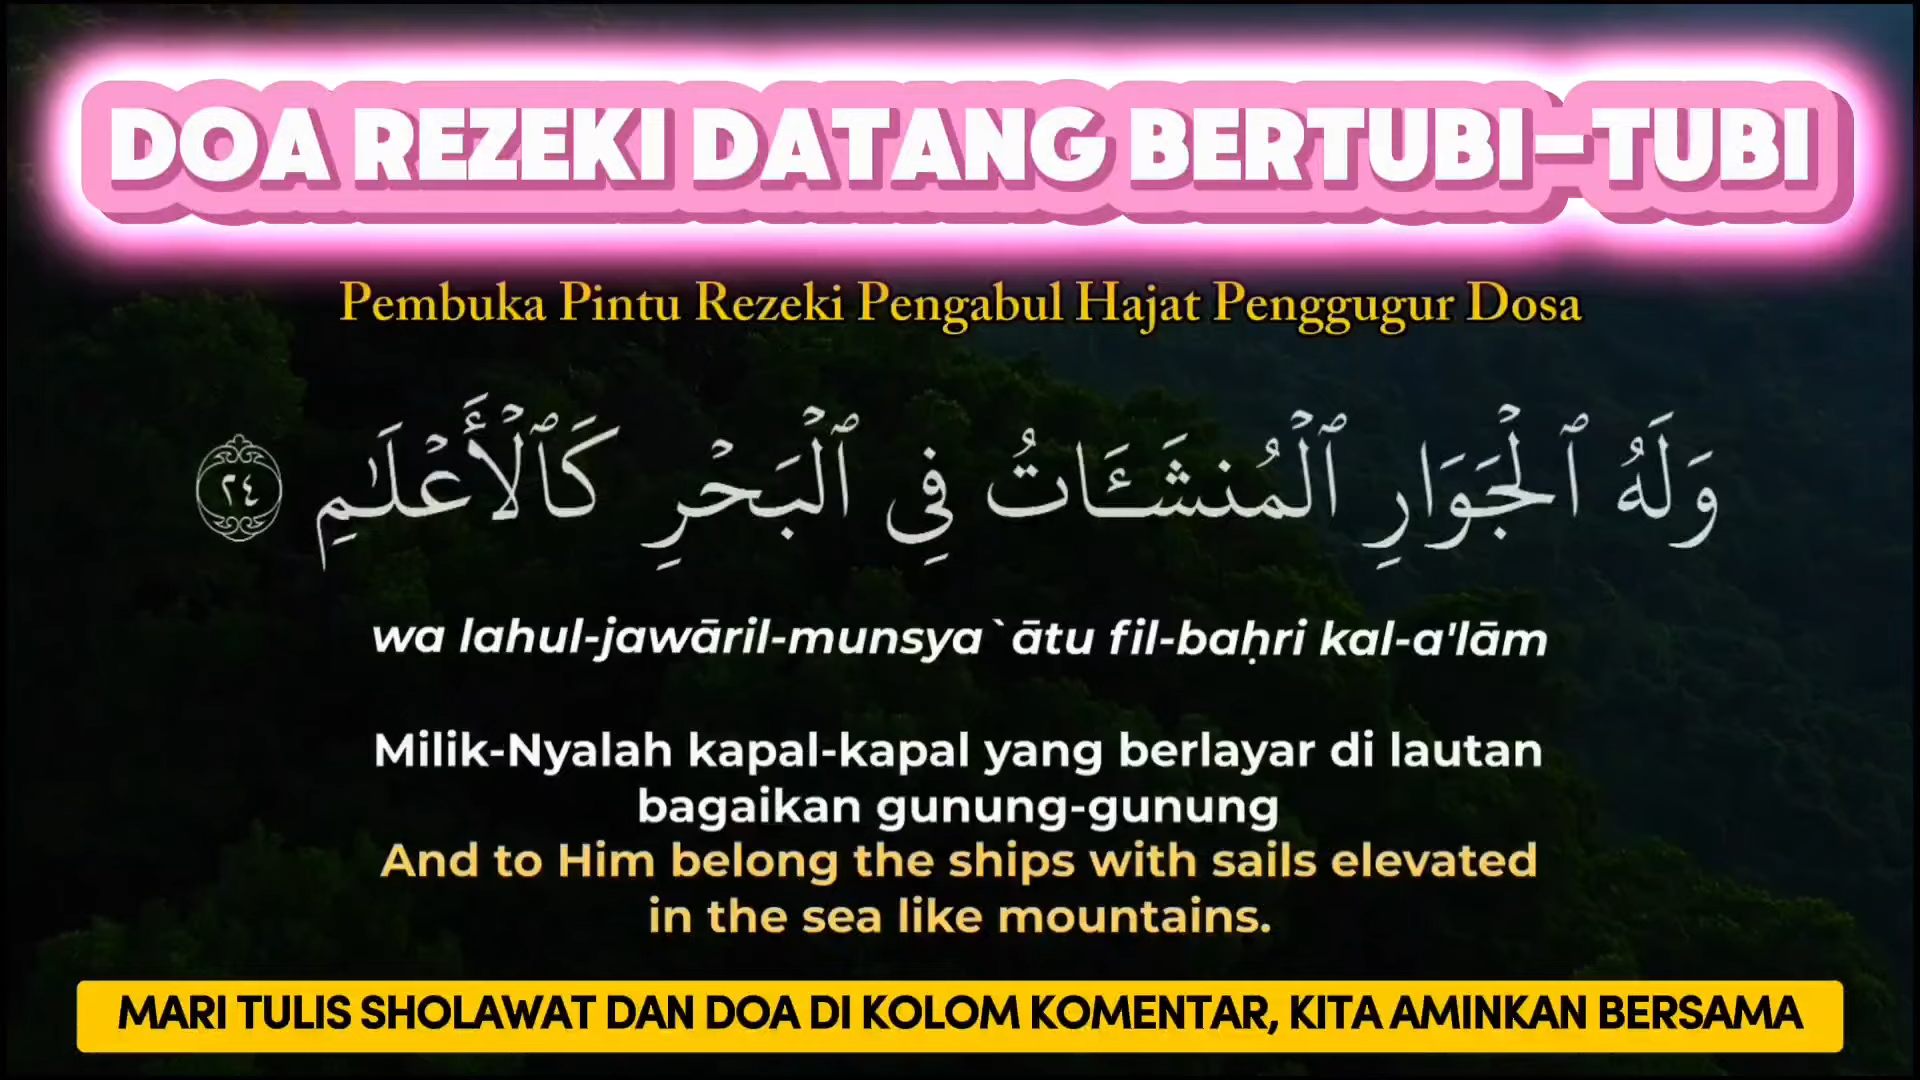 DOA REZEKI DATANG BERTUBI-TUBI
Pembuka Pintu Rezeki Pengabul Hajat Penggugur Dosa
وَلَهُ ٱلْجَوَارِ ٱلْمُنشَـَٔاتُ فِى ٱلْبَحْرِ كَٱلْأَعْلَـٰمِ ٢٤
wa lahul-jawāril-munsya`ātu fil-baḥri kal-a'lām
Milik-Nyalah kapal-kapal yang berlayar di lautan
bagaikan gunung-gunung
And to Him belong the ships with sails elevated
in the sea like mountains.
MARI TULIS SHOLAWAT DAN DOA DI KOLOM KOMENTAR, KITA AMINKAN BERSAMA